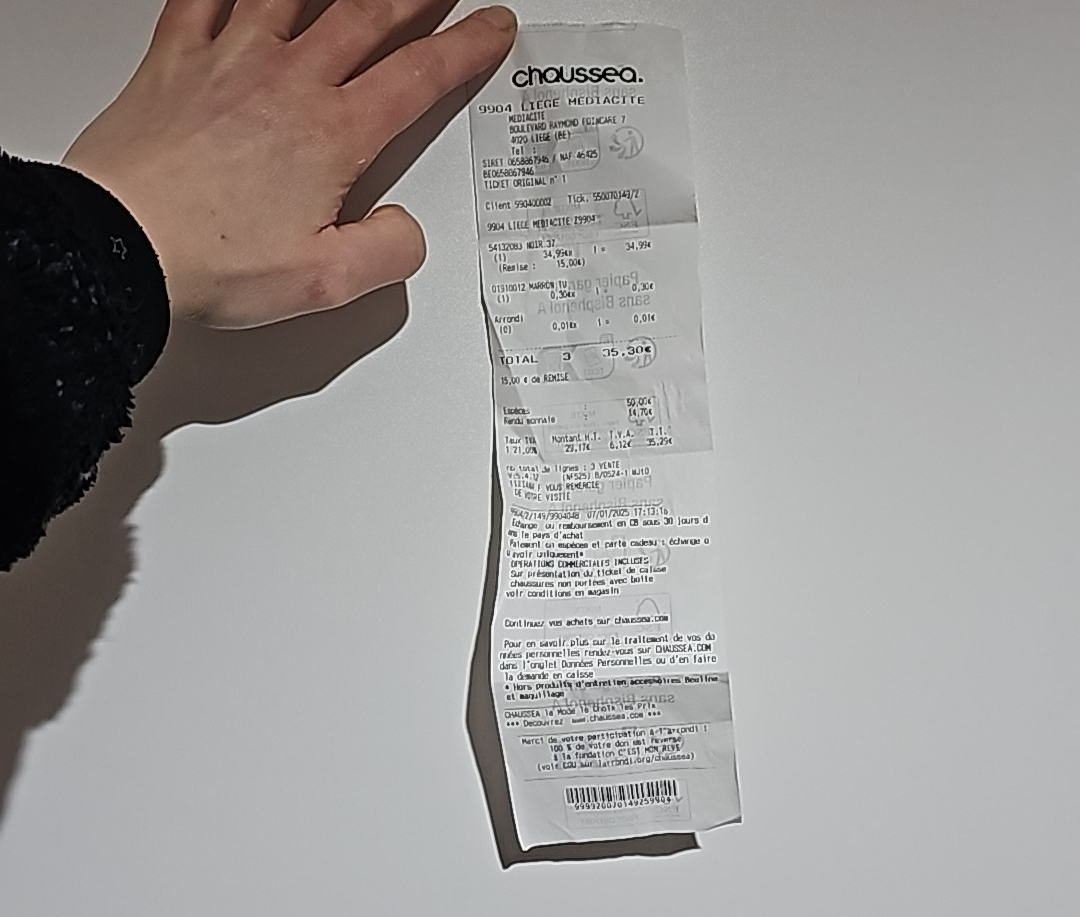 chaussea.
9904 LIEGE MEDIACITE
MEDIACITE
BOULEVARD RAYMOND POINCARE 7
4020 LIEGE (BE)
Tel :
SIRET 0658867946 / NAF 46425
BE0658867946
TICKET ORIGINAL n° 1
Client 990400002 Tick. 550070149/2
9904 LIEGE MEDIACITE Z9904
54132083 NOIR 37
(1) 34,99€x 1 = 34,99€
(Remise : 15,00€)
01910012 MARRON TU
(1) 0,30€x 1 = 0,30€
Arrondi
(0) 0,01€x 1 = 0,01€
TOTAL 3 35,30€
15,00 € de REMISE
Espèces : 50,00€
Rendu monnaie : 14,70€
Taux TVA Montant H.T. T.V.A. T.T.
1 21,00% 29,17€ 6,12€ 35,29€
total de lignes : 3 VENTE
(NF525) B/0524-1
VOUS REMERCIE
DE VOTRE VISITE
9904/2/149/9904048 07/01/2025 17:13:16
Echange ou remboursement en CB sous 30 jours d
ans le pays d'achat
Paiement en espèces et carte cadeau : échange o
u avoir uniquement*
OPERATIONS COMMERCIALES INCLUSES
Sur présentation du ticket de caisse
chaussures non portées avec boîte
voir conditions en magasin
Continuez vos achats sur chaussea.com
Pour en savoir plus sur le traitement de vos do
nnées personnelles rendez-vous sur CHAUSSEA.COM
dans l'onglet Données Personnelles ou d'en faire
la demande en caisse
* Hors produits d'entretien accessoires Beeline
et maquillage
CHAUSSEA la Mode le Choix les Prix
*** Decouvrez www.chaussea.com ***
Merci de votre participation à l'arrondi !
100 % de votre don est reversé
à la fondation C'EST MON REVE
(voir CGU sur larrondi.org/chaussea)